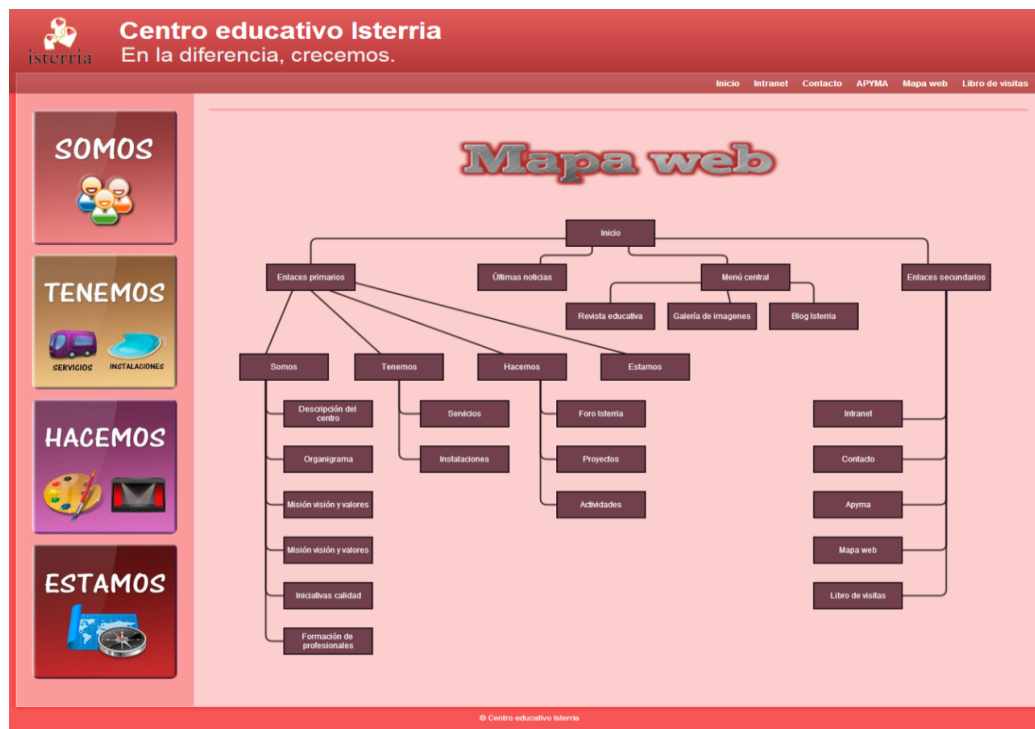 isterria
Centro educativo Isterria
En la diferencia, crecemos.
Inicio Intranet Contacto APYMA Mapa web Libro de visitas
SOMOS
TENEMOS
SERVICIOS INSTALACIONES
HACEMOS
ESTAMOS
Mapa web
Inicio
Enlaces primarios Últimas noticias Menú central Enlaces secundarios
Revista educativa Galería de imagenes Blog Isterria
Somos Tenemos Hacemos Estamos
Descripción del
centro
Servicios Foro Isterria Intranet
Organigrama Instalaciones Proyectos Contacto
Misión visión y valores Actividades Apyma
Misión visión y valores Mapa web
Iniciativas calidad Libro de visitas
Formación de
profesionales
© Centro educativo Isterria